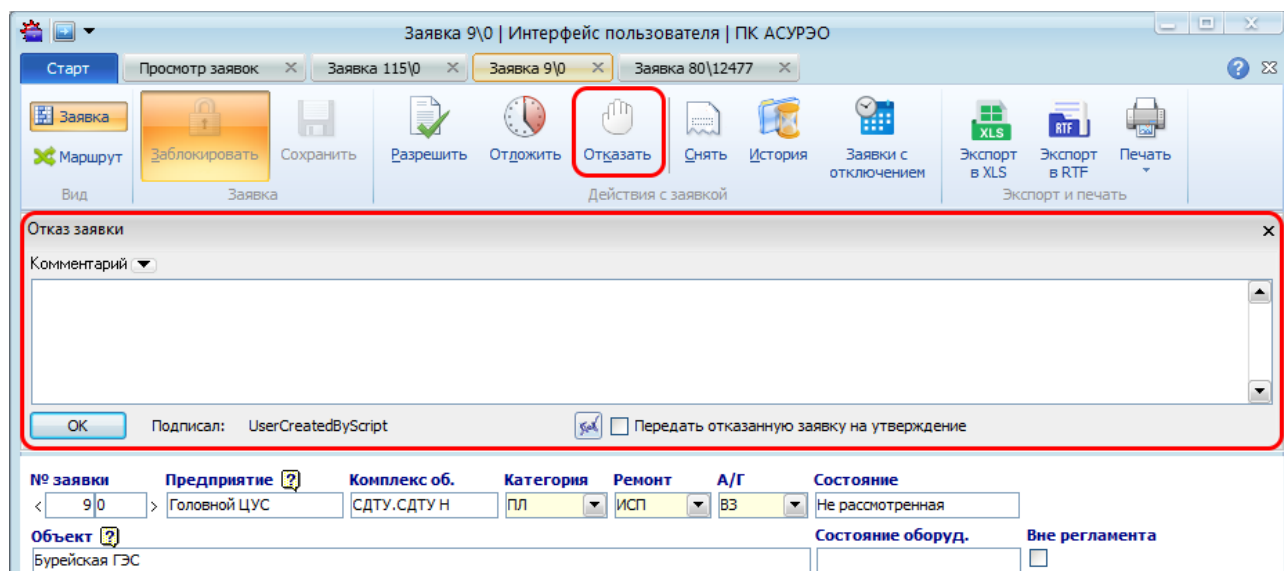 Заявка 9\0 | Интерфейс пользователя | ПК АСУРЭО
Старт Просмотр заявок Заявка 115\0 Заявка 9\0 Заявка 80\12477
Заявка
Маршрут
Заблокировать Сохранить Разрешить Отложить Отказать Снять История Заявки с отключением Экспорт в XLS Экспорт в RTF Печать
Вид Заявка Действия с заявкой Экспорт и печать
Отказ заявки
Комментарий
OK Подписал: UserCreatedByScript Передать отказанную заявку на утверждение
№ заявки Предприятие ? Комплекс об. Категория Ремонт А/Г Состояние
< 9|0 > Головной ЦУС СДТУ.СДТУ Н ПЛ ИСП ВЗ Не рассмотренная
Объект ? Состояние оборуд. Вне регламента
Бурейская ГЭС